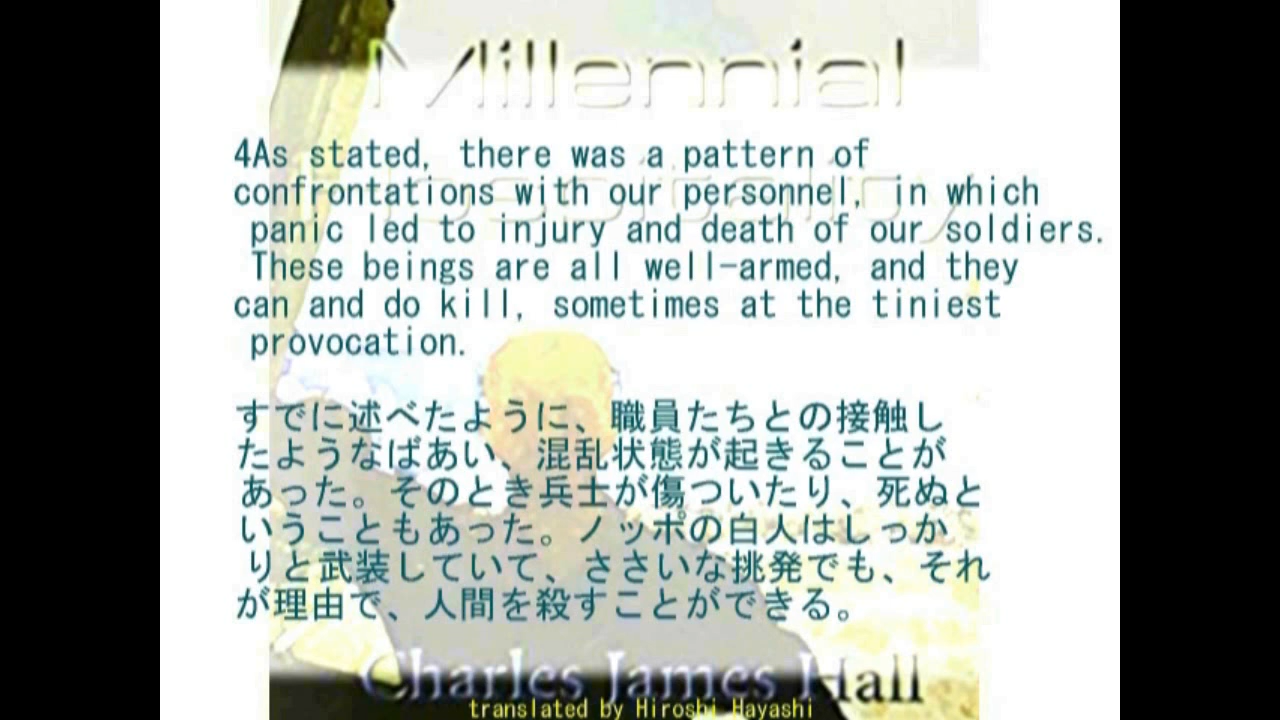 Millennial
Hospitality
4As stated, there was a pattern of
confrontations with our personnel, in which
panic led to injury and death of our soldiers.
These beings are all well-armed, and they
can and do kill, sometimes at the tiniest
provocation.
すでに述べたように、職員たちとの接触し
たようなばあい、混乱状態が起きることが
あった。そのとき兵士が傷ついたり、死ぬと
いうこともあった。ノッポの白人はしっか
りと武装していて、ささいな挑発でも、それ
が理由で、人間を殺すことができる。
Charles James Hall
translated by Hiroshi Hayashi